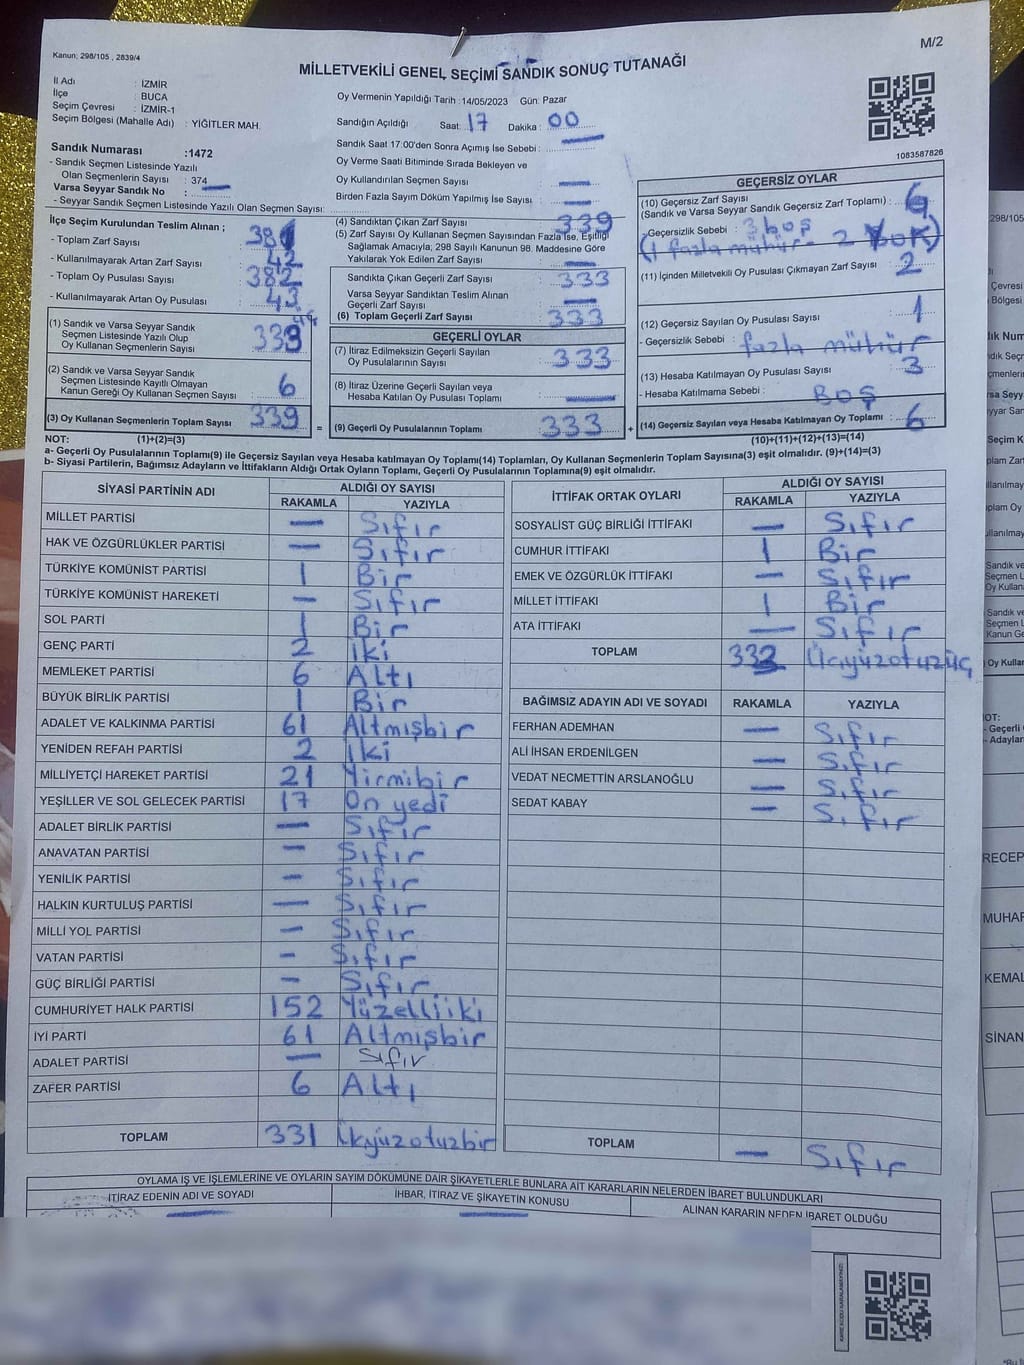 M/2
Kanun: 298/105 , 2839/4
MİLLETVEKİLİ GENEL SEÇİMİ SANDIK SONUÇ TUTANAĞI
İl Adı : İZMİR
İlçe : BUCA
Seçim Çevresi : İZMİR-1
Seçim Bölgesi (Mahalle Adı) : YİĞİTLER MAH.
Oy Vermenin Yapıldığı Tarih : 14/05/2023 Gün: Pazar
Sandığın Açıldığı Saat: 17 Dakika : 00
Sandık Saat 17:00'den Sonra Açımış İse Sebebi : —
Oy Verme Saati Bitiminde Sırada Bekleyen ve
Oy Kullandırılan Seçmen Sayısı : —
Birden Fazla Sayım Döküm Yapılmış İse Sayısı : —
1063587826
Sandık Numarası :1472
- Sandık Seçmen Listesinde Yazılı
Olan Seçmenlerin Sayısı : 374
Varsa Seyyar Sandık No : —
- Seyyar Sandık Seçmen Listesinde Yazılı Olan Seçmen Sayısı:
İlçe Seçim Kurulundan Teslim Alınan ;
- Toplam Zarf Sayısı : 381
- Kullanılmayarak Artan Zarf Sayısı : 42
- Toplam Oy Pusulası Sayısı : 382
- Kullanılmayarak Artan Oy Pusulası : 43
(1) Sandık ve Varsa Seyyar Sandık
Seçmen Listesinde Yazılı Olup
Oy Kullanan Seçmenlerin Sayısı : 333
(2) Sandık ve Varsa Seyyar Sandık
Seçmen Listesinde Kayıtlı Olmayan
Kanun Gereği Oy Kullanan Seçmen Sayısı : 6
(3) Oy Kullanan Seçmenlerin Toplam Sayısı : 339 =
(4) Sandıktan Çıkan Zarf Sayısı : 339
(5) Zarf Sayısı Oy Kullanan Seçmen Sayısından Fazla İse, Eşitliği
Sağlamak Amacıyla; 298 Sayılı Kanunun 98. Maddesine Göre
Yakılarak Yok Edilen Zarf Sayısı : —
Sandıkta Çıkan Geçerli Zarf Sayısı : 333
Varsa Seyyar Sandıktan Teslim Alınan
Geçerli Zarf Sayısı : —
(6) Toplam Geçerli Zarf Sayısı : 333
GEÇERLİ OYLAR
(7) İtiraz Edilmeksizin Geçerli Sayılan
Oy Pusulalarının Sayısı : 333
(8) İtiraz Üzerine Geçerli Sayılan veya
Hesaba Katılan Oy Pusulası Toplamı : —
(9) Geçerli Oy Pusulalarının Toplamı : 333 +
GEÇERSİZ OYLAR
(10) Geçersiz Zarf Sayısı
(Sandık ve Varsa Seyyar Sandık Geçersiz Zarf Toplamı) :
-Geçersizlik Sebebi : 3 boş
(1 fazla mühür - 2 YOK)
(11) İçinden Milletvekili Oy Pusulası Çıkmayan Zarf Sayısı : 2
(12) Geçersiz Sayılan Oy Pusulası Sayısı : 1
- Geçersizlik Sebebi : fazla mühür
(13) Hesaba Katılmayan Oy Pusulası Sayısı : 3
- Hesaba Katılmama Sebebi : BOŞ
(14) Geçersiz Sayılan veya Hesaba Katılmayan Oy Toplamı : 6
NOT: (1)+(2)=(3) (10)+(11)+(12)+(13)=(14)
a- Geçerli Oy Pusulalarının Toplamı(9) ile Geçersiz Sayılan veya Hesaba katılmayan Oy Toplamı(14) Toplamları, Oy Kullanan Seçmenlerin Toplam Sayısına(3) eşit olmalıdır. (9)+(14)=(3)
b- Siyasi Partilerin, Bağımsız Adayların ve İttifakların Aldığı Ortak Oyların Toplamı, Geçerli Oy Pusulalarının Toplamına(9) eşit olmalıdır.
SİYASİ PARTİNİN ADI ALDIĞI OY SAYISI
RAKAMLA YAZIYLA
MİLLET PARTİSİ — Sıfır
HAK VE ÖZGÜRLÜKLER PARTİSİ — Sıfır
TÜRKİYE KOMÜNİST PARTİSİ 1 Bir
TÜRKİYE KOMÜNİST HAREKETİ — Sıfır
SOL PARTİ 1 Bir
GENÇ PARTİ 2 iki
MEMLEKET PARTİSİ 6 Altı
BÜYÜK BİRLİK PARTİSİ 1 Bir
ADALET VE KALKINMA PARTİSİ 61 Altmışbir
YENİDEN REFAH PARTİSİ 2 iki
MİLLİYETÇİ HAREKET PARTİSİ 21 Yirmibir
YEŞİLLER VE SOL GELECEK PARTİSİ 17 On yedi
ADALET BİRLİK PARTİSİ — Sıfır
ANAVATAN PARTİSİ — Sıfır
YENİLİK PARTİSİ — Sıfır
HALKIN KURTULUŞ PARTİSİ — Sıfır
MİLLİ YOL PARTİSİ — Sıfır
VATAN PARTİSİ — Sıfır
GÜÇ BİRLİĞİ PARTİSİ — Sıfır
CUMHURİYET HALK PARTİSİ 152 Yüzelliiki
İYİ PARTİ 61 Altmışbir
ADALET PARTİSİ — Sıfır
ZAFER PARTİSİ 6 Altı
TOPLAM 331 Üçyüzotuzbir
İTTİFAK ORTAK OYLARI ALDIĞI OY SAYISI
RAKAMLA YAZIYLA
SOSYALİST GÜÇ BİRLİĞİ İTTİFAKI — Sıfır
CUMHUR İTTİFAKI 1 Bir
EMEK VE ÖZGÜRLÜK İTTİFAKI — Sıfır
MİLLET İTTİFAKI 1 Bir
ATA İTTİFAKI — Sıfır
TOPLAM 333 Üçyüzotuzüç
BAĞIMSIZ ADAYIN ADI VE SOYADI RAKAMLA YAZIYLA
FERHAN ADEMHAN — Sıfır
ALİ İHSAN ERDENİLGEN — Sıfır
VEDAT NECMETTİN ARSLANOĞLU — Sıfır
SEDAT KABAY — Sıfır
TOPLAM — Sıfır
OYLAMA İŞ VE İŞLEMLERİNE VE OYLARIN SAYIM DÖKÜMÜNE DAİR ŞİKAYETLERLE BUNLARA AİT KARARLARIN NELERDEN İBARET BULUNDUKLARI
İTİRAZ EDENİN ADI VE SOYADI İHBAR, İTİRAZ VE ŞİKAYETİN KONUSU ALINAN KARARIN NEDEN İBARET OLDUĞU
— —
298/105
Çevresi
Bölgesi
RECEP
MUHAR
KEMAL
SİNAN